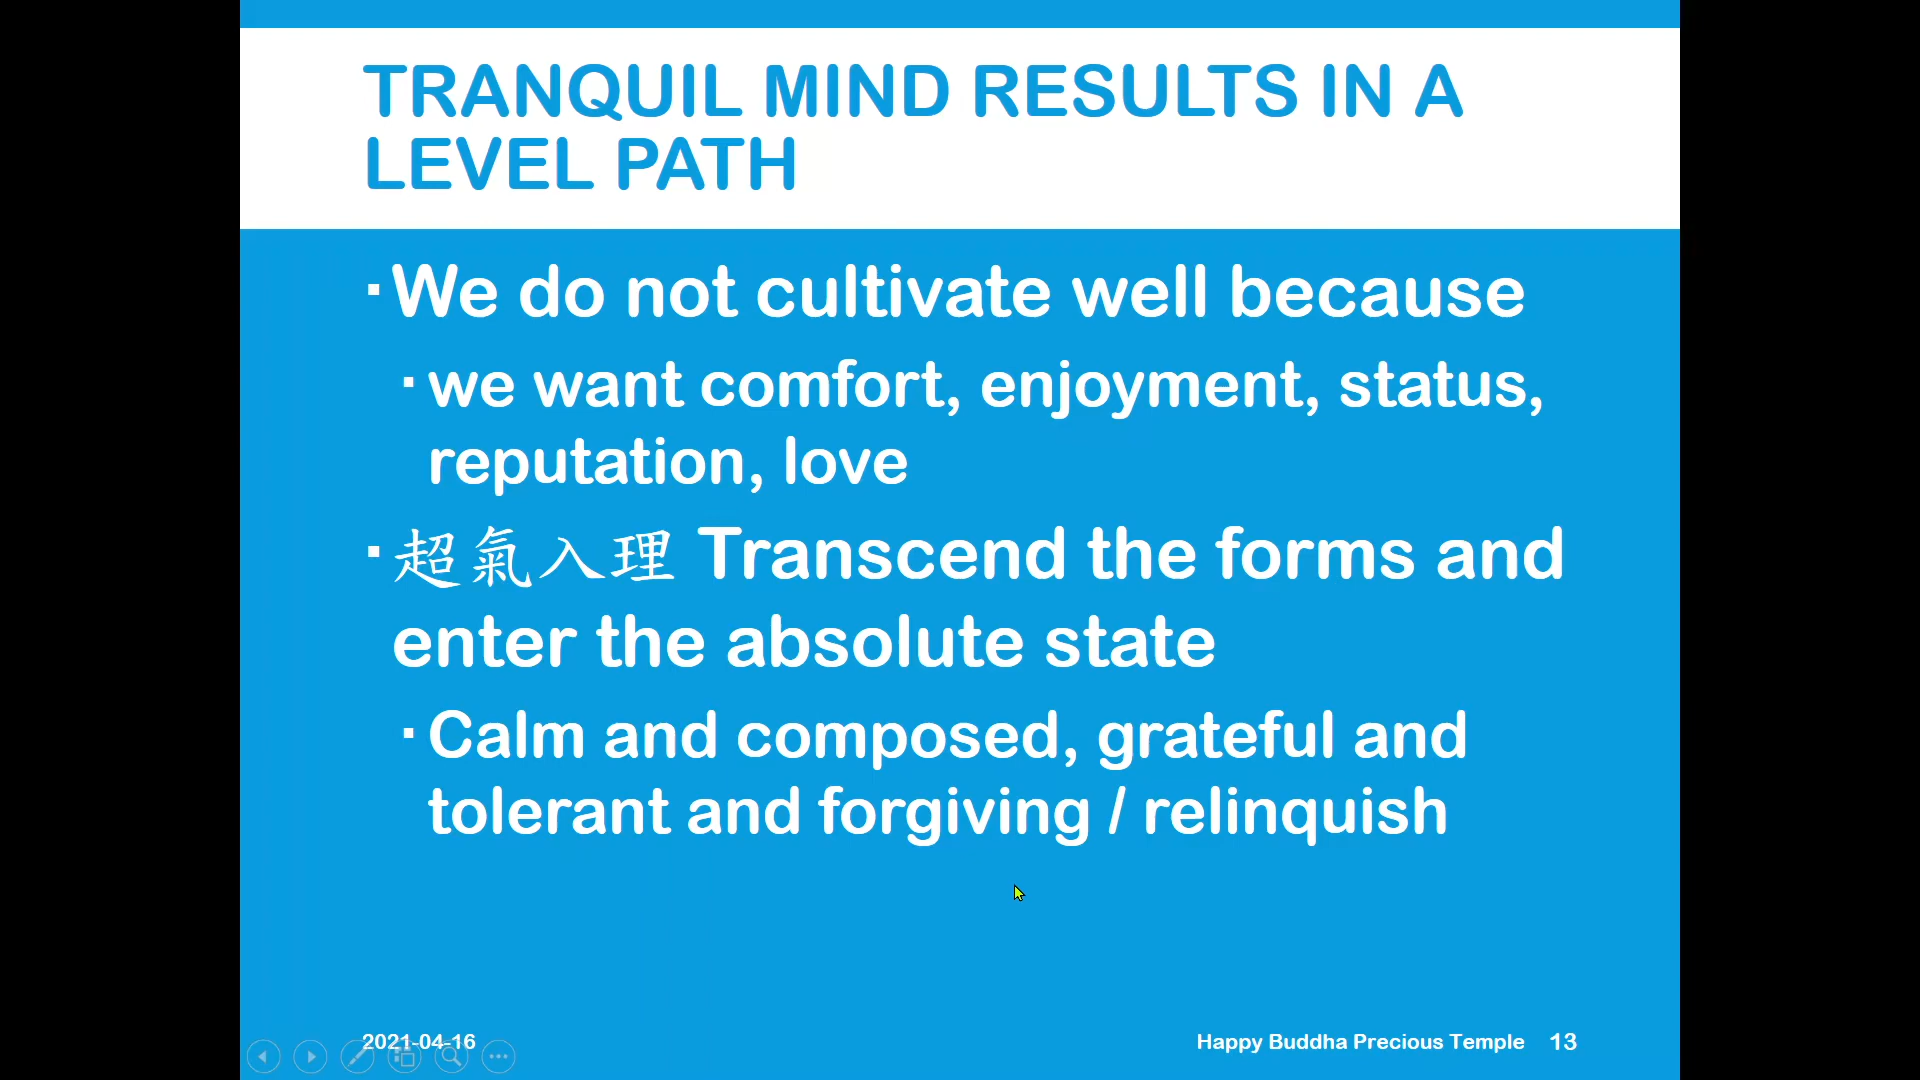 TRANQUIL MIND RESULTS IN A
LEVEL PATH
▪ We do not cultivate well because
▪ we want comfort, enjoyment, status,
reputation, love
▪ 超氣入理 Transcend the forms and
enter the absolute state
▪ Calm and composed, grateful and
tolerant and forgiving / relinquish
2021-04-16
Happy Buddha Precious Temple 13